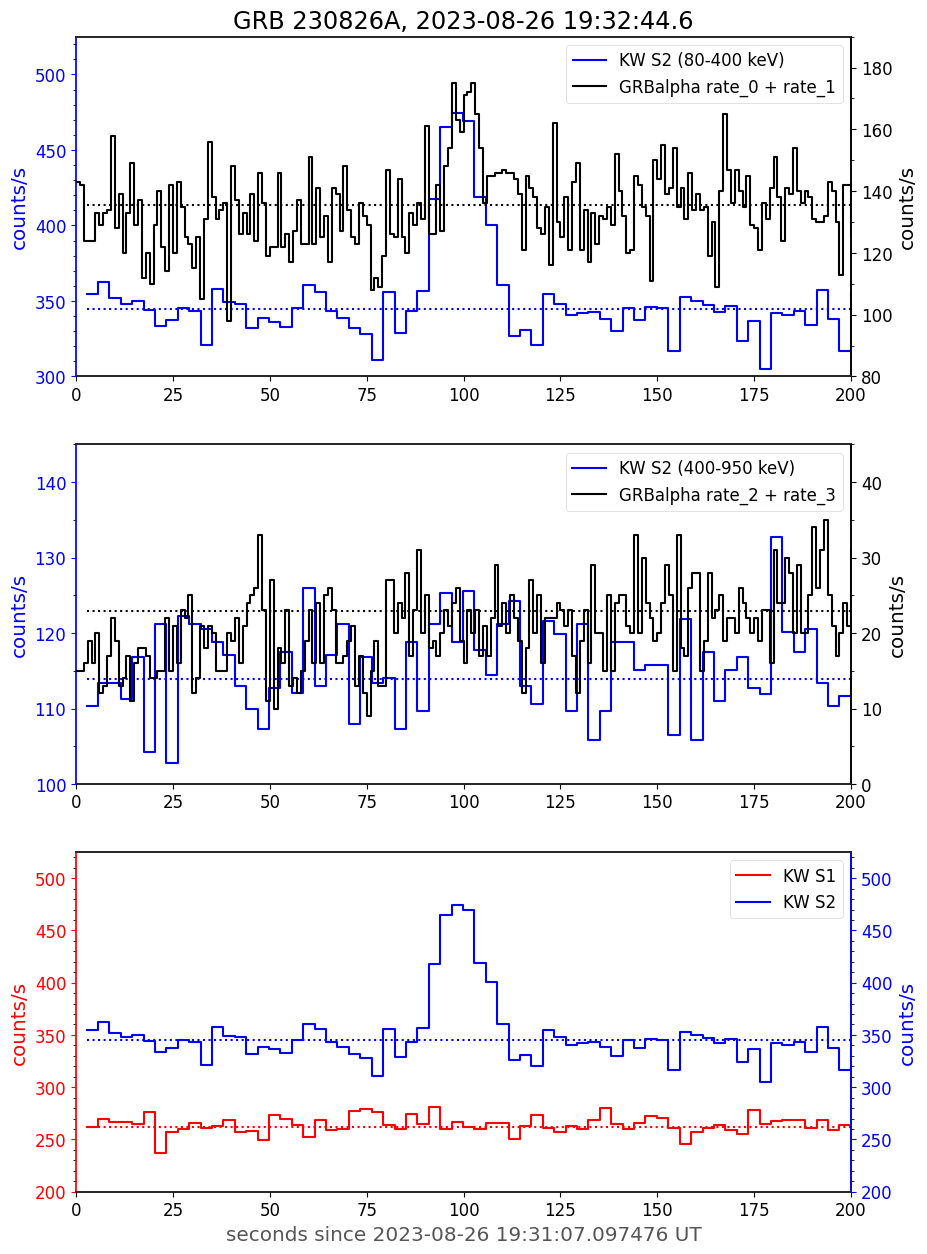 GRB 230826A, 2023-08-26 19:32:44.6
KW S2 (80-400 keV)
GRBalpha rate_0 + rate_1
counts/s
counts/s
500
450
400
350
300
180
160
140
120
100
80
0 25 50 75 100 125 150 175 200
KW S2 (400-950 keV)
GRBalpha rate_2 + rate_3
counts/s
counts/s
140
130
120
110
100
40
30
20
10
0
0 25 50 75 100 125 150 175 200
KW S1
KW S2
counts/s
counts/s
500
450
400
350
300
250
200
500
450
400
350
300
250
200
0 25 50 75 100 125 150 175 200
seconds since 2023-08-26 19:31:07.097476 UT